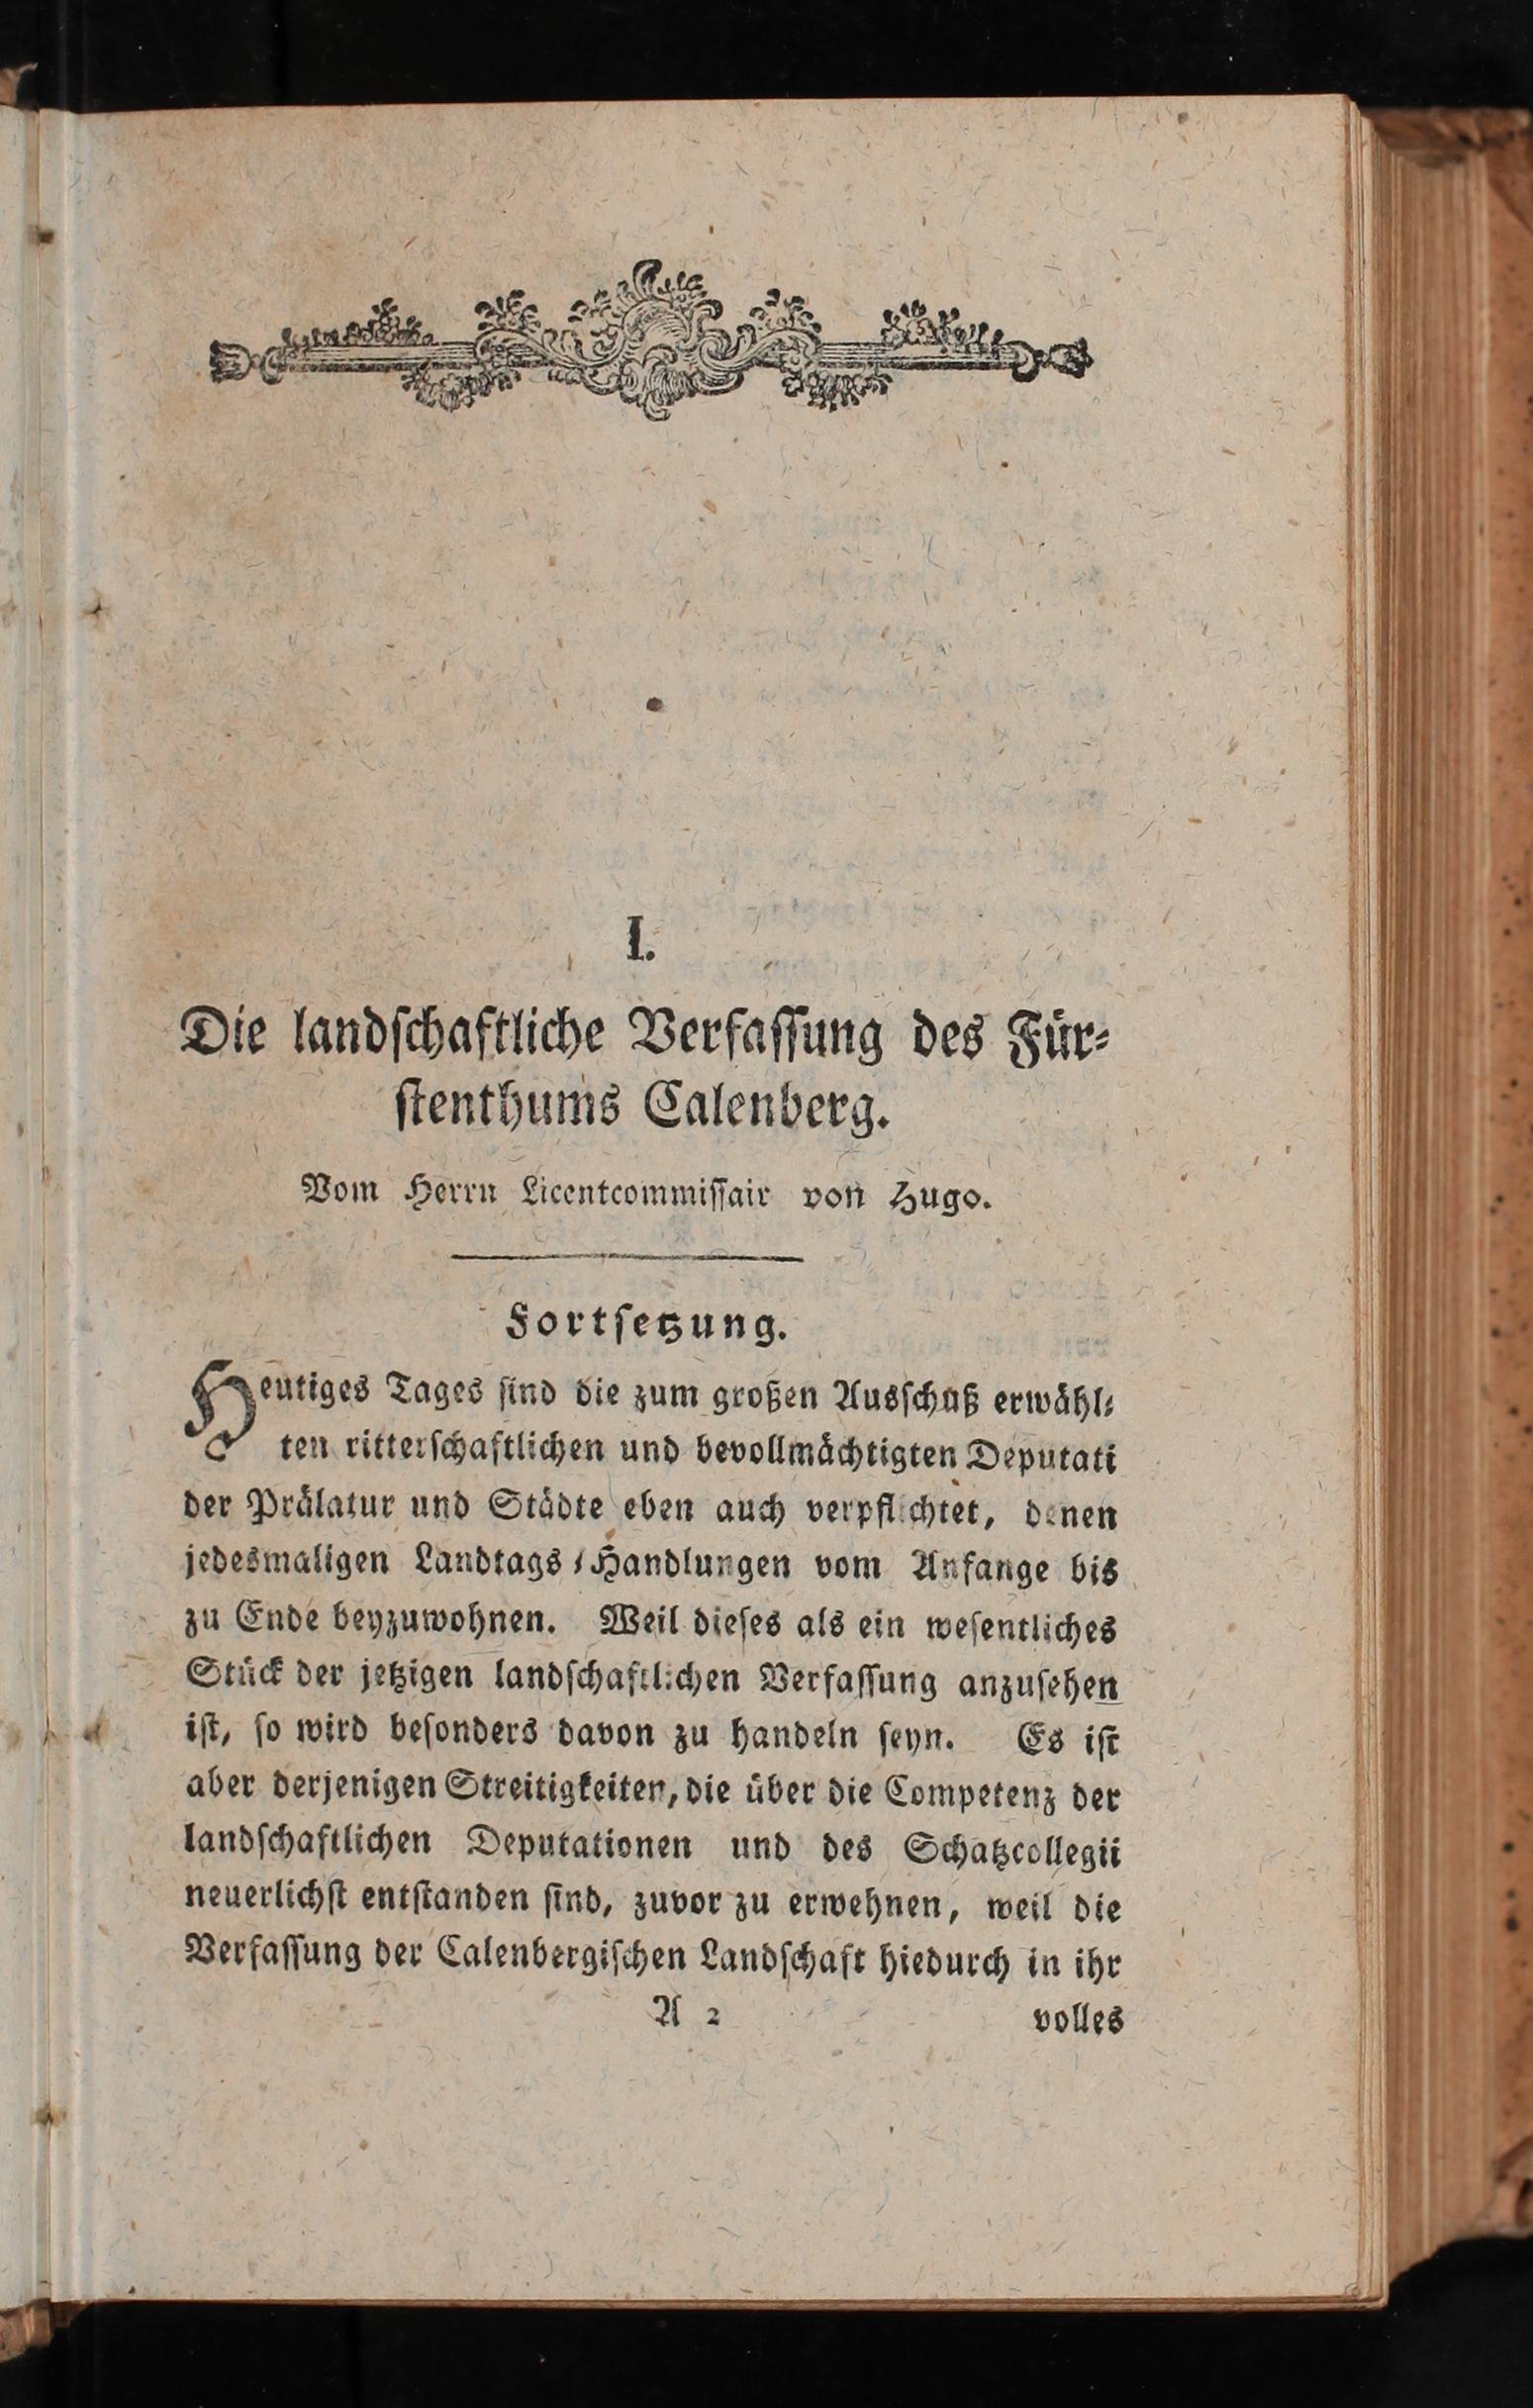 I.
Die landſchaftliche Verfaſſung des Für⸗
ſtenthums Calenberg.
Vom Herrn Licentcommiſſair von Hugo.
Fortſetzung.
Heutiges Tages ſind die zum großen Ausſchuß erwähl⸗
ten ritterſchaftlichen und bevollmächtigten Deputati
der Prälatur und Städte eben auch verpflichtet, denen
jedesmaligen Landtags⸗Handlungen vom Anfange bis
zu Ende beyzuwohnen. Weil dieſes als ein weſentliches
Stück der jetzigen landſchaftlichen Verfaſſung anzuſehen
iſt, ſo wird beſonders davon zu handeln ſeyn. Es iſt
aber derjenigen Streitigkeiten, die über die Competenz der
landſchaftlichen Deputationen und des Schatzcollegii
neuerlichſt entſtanden ſind, zuvor zu erwehnen, weil die
Verfaſſung der Calenbergiſchen Landſchaft hiedurch in ihr
A 2 volles